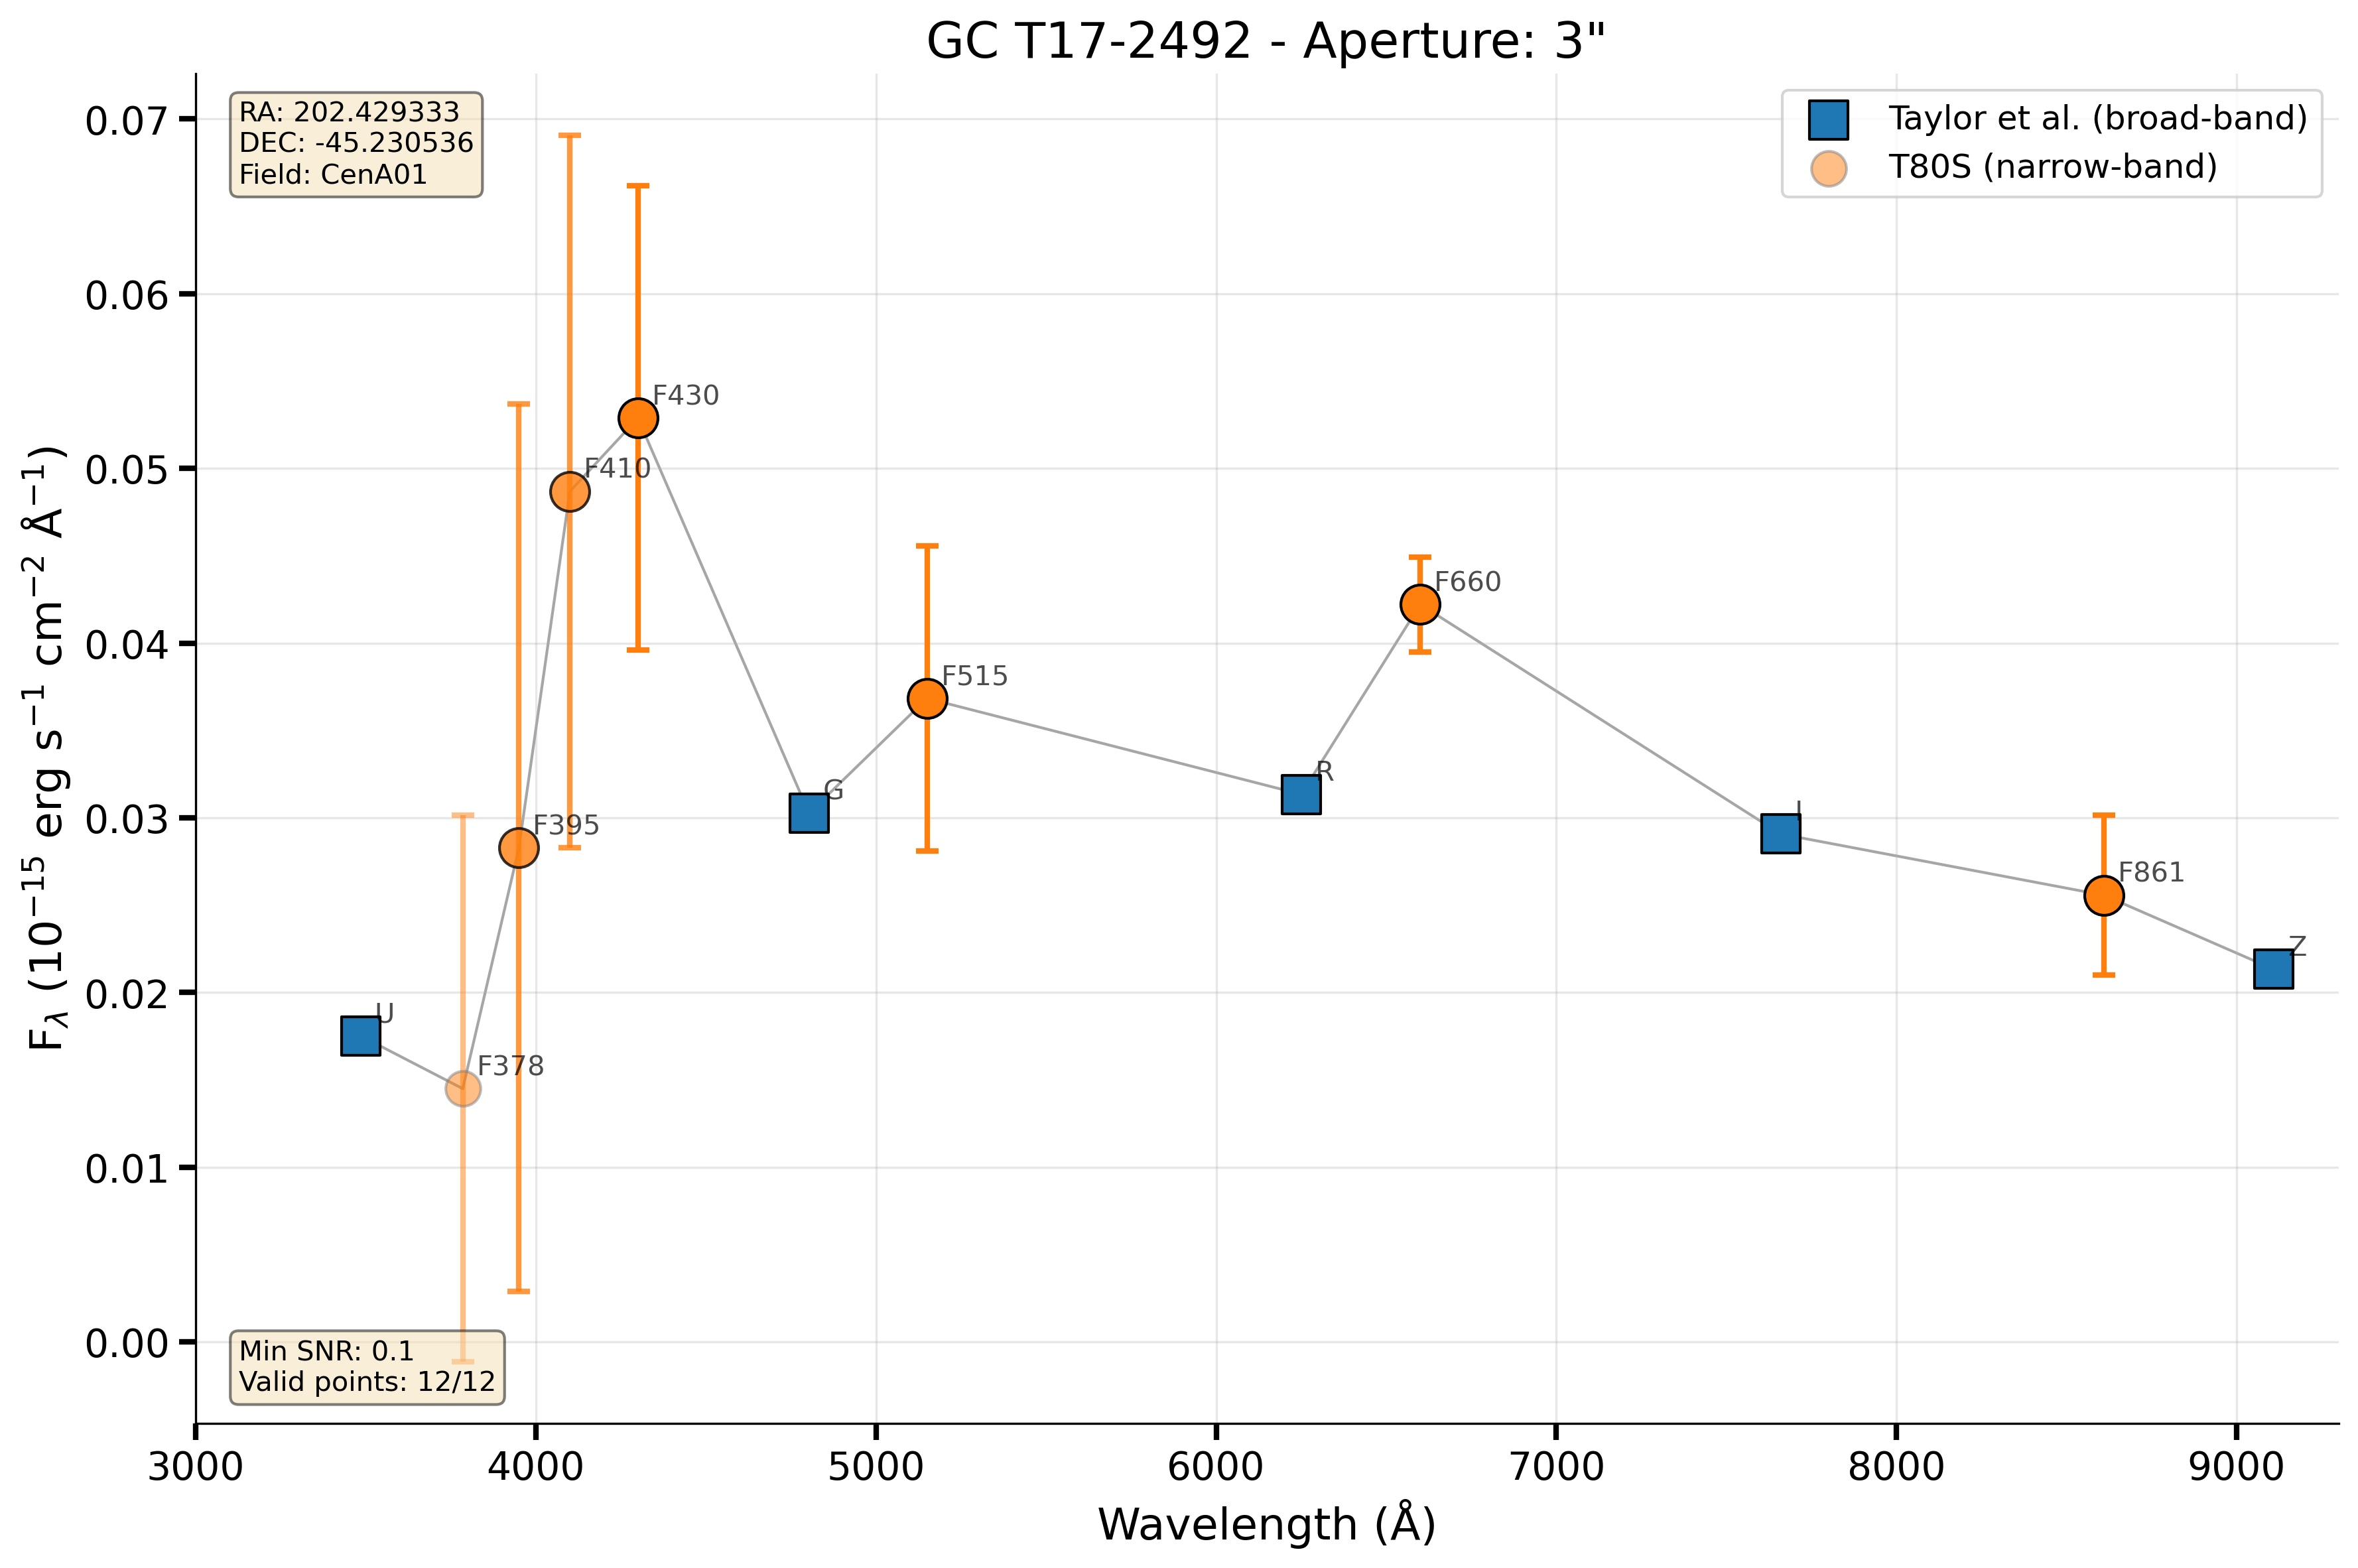 GC T17-2492 - Aperture: 3"
RA: 202.429333
DEC: -45.230536
Field: CenA01
Taylor et al. (broad-band)
T80S (narrow-band)
0.07
0.06
0.05
0.04
0.03
0.02
0.01
0.00
F_λ (10⁻¹⁵ erg s⁻¹ cm⁻² Å⁻¹)
U
F378
F395
F410
F430
G
F515
R
F660
I
F861
Z
Min SNR: 0.1
Valid points: 12/12
3000 4000 5000 6000 7000 8000 9000
Wavelength (Å)